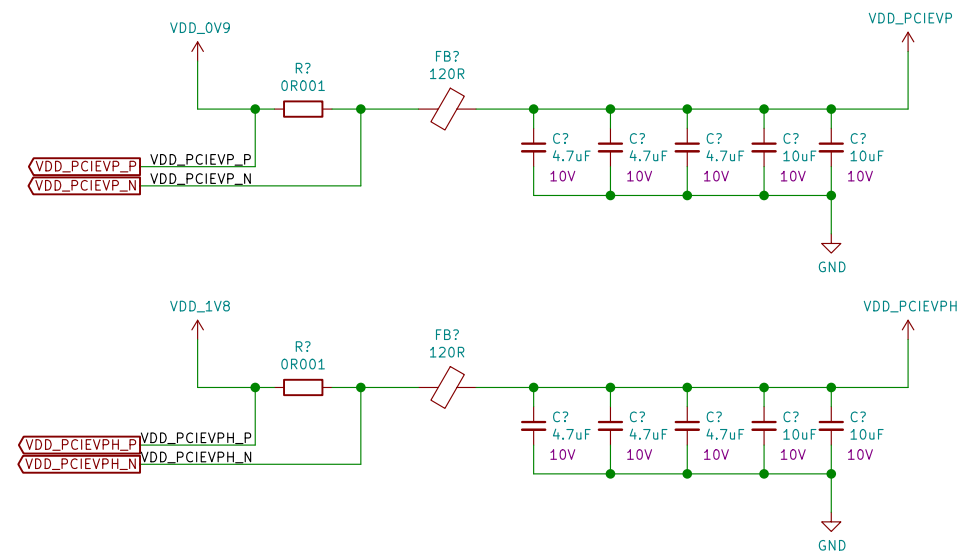 VDD_PCIEVP
VDD_0V9
FB?
120R
R?
0R001
C?
4.7uF
10V
C?
4.7uF
10V
C?
4.7uF
10V
C?
10uF
10V
C?
10uF
10V
VDD_PCIEVP_P
VDD_PCIEVP_P
VDD_PCIEVP_N
VDD_PCIEVP_N
GND
VDD_1V8
VDD_PCIEVPH
FB?
120R
R?
0R001
C?
4.7uF
10V
C?
4.7uF
10V
C?
4.7uF
10V
C?
10uF
10V
C?
10uF
10V
VDD_PCIEVPH_P
VDD_PCIEVPH_P
VDD_PCIEVPH_N
VDD_PCIEVPH_N
GND